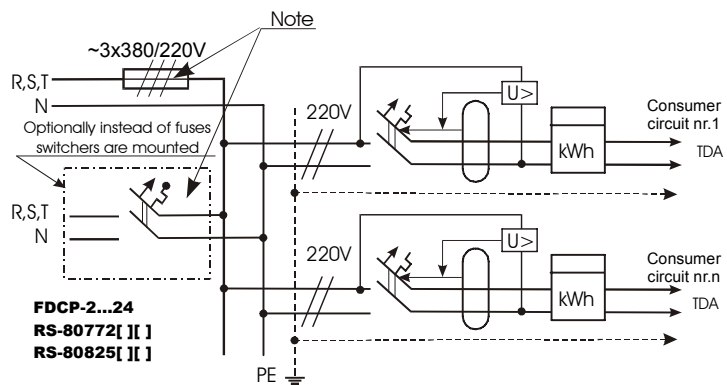 Note
~3x380/220V
R,S,T
N
Optionally instead of fuses
switchers are mounted
R,S,T
N
FDCP-2...24
RS-80772[ ][ ]
RS-80825[ ][ ]
PE
220V
U>
kWh
Consumer
circuit nr.1
TDA
220V
U>
kWh
Consumer
circuit nr.n
TDA